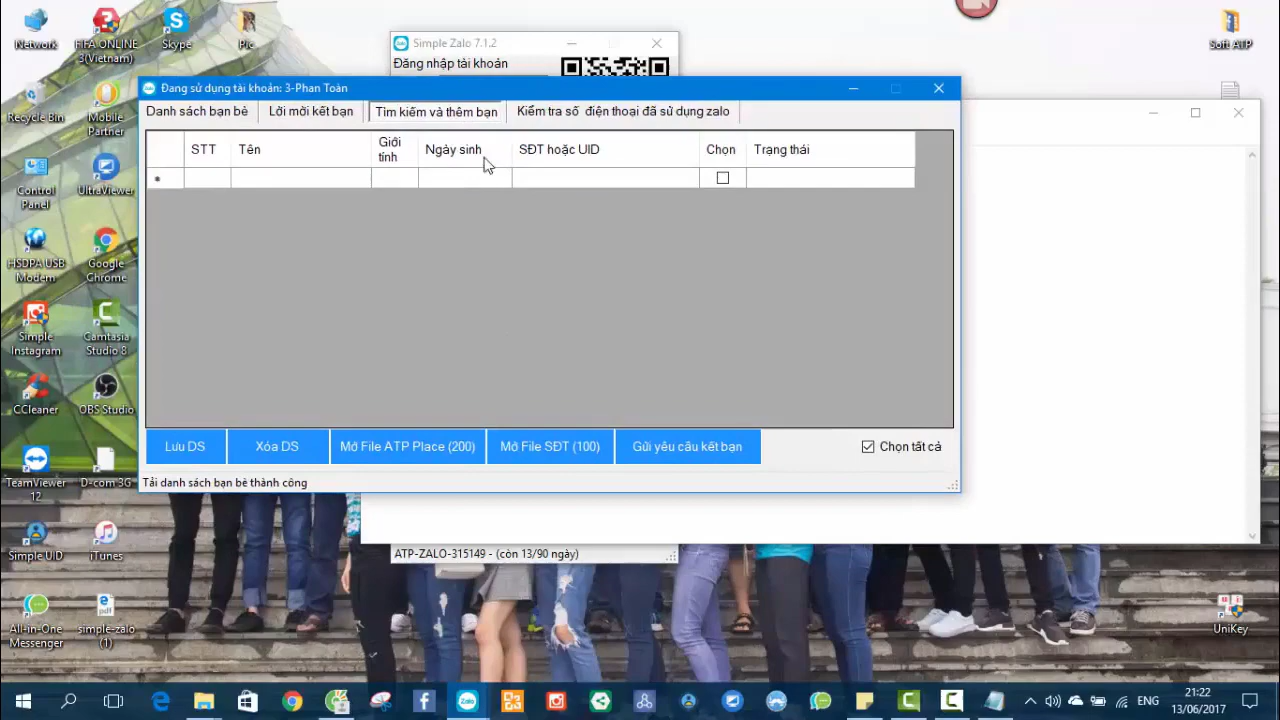 Network
FIFA ONLINE
3(Vietnam)
Skype
Pic
Soft ATP
Simple Zalo 7.1.2
Đăng nhập tài khoản
Đang sử dụng tài khoản: 3-Phan Toàn
Danh sách bạn bè
Lời mời kết bạn
Tìm kiếm và thêm bạn
Kiểm tra số điện thoại đã sử dụng zalo
STT
Tên
Giới
tính
Ngày sinh
SĐT hoặc UID
Chọn
Trạng thái
*
Lưu DS
Xóa DS
Mở File ATP Place (200)
Mở File SĐT (100)
Gửi yêu cầu kết bạn
Chọn tất cả
Tải danh sách bạn bè thành công
ATP-ZALO-315149 - (còn 13/90 ngày)
Recycle Bin
Mobile
Partner
Control
Panel
UltraViewer
HSDPA USB
Modem
Google
Chrome
Simple
Instagram
Camtasia
Studio 8
CCleaner
OBS Studio
TeamViewer
12
D-com 3G
Simple UID
iTunes
All-in-One
Messenger
simple-zalo
(1)
UniKey
ENG
21:22
13/06/2017